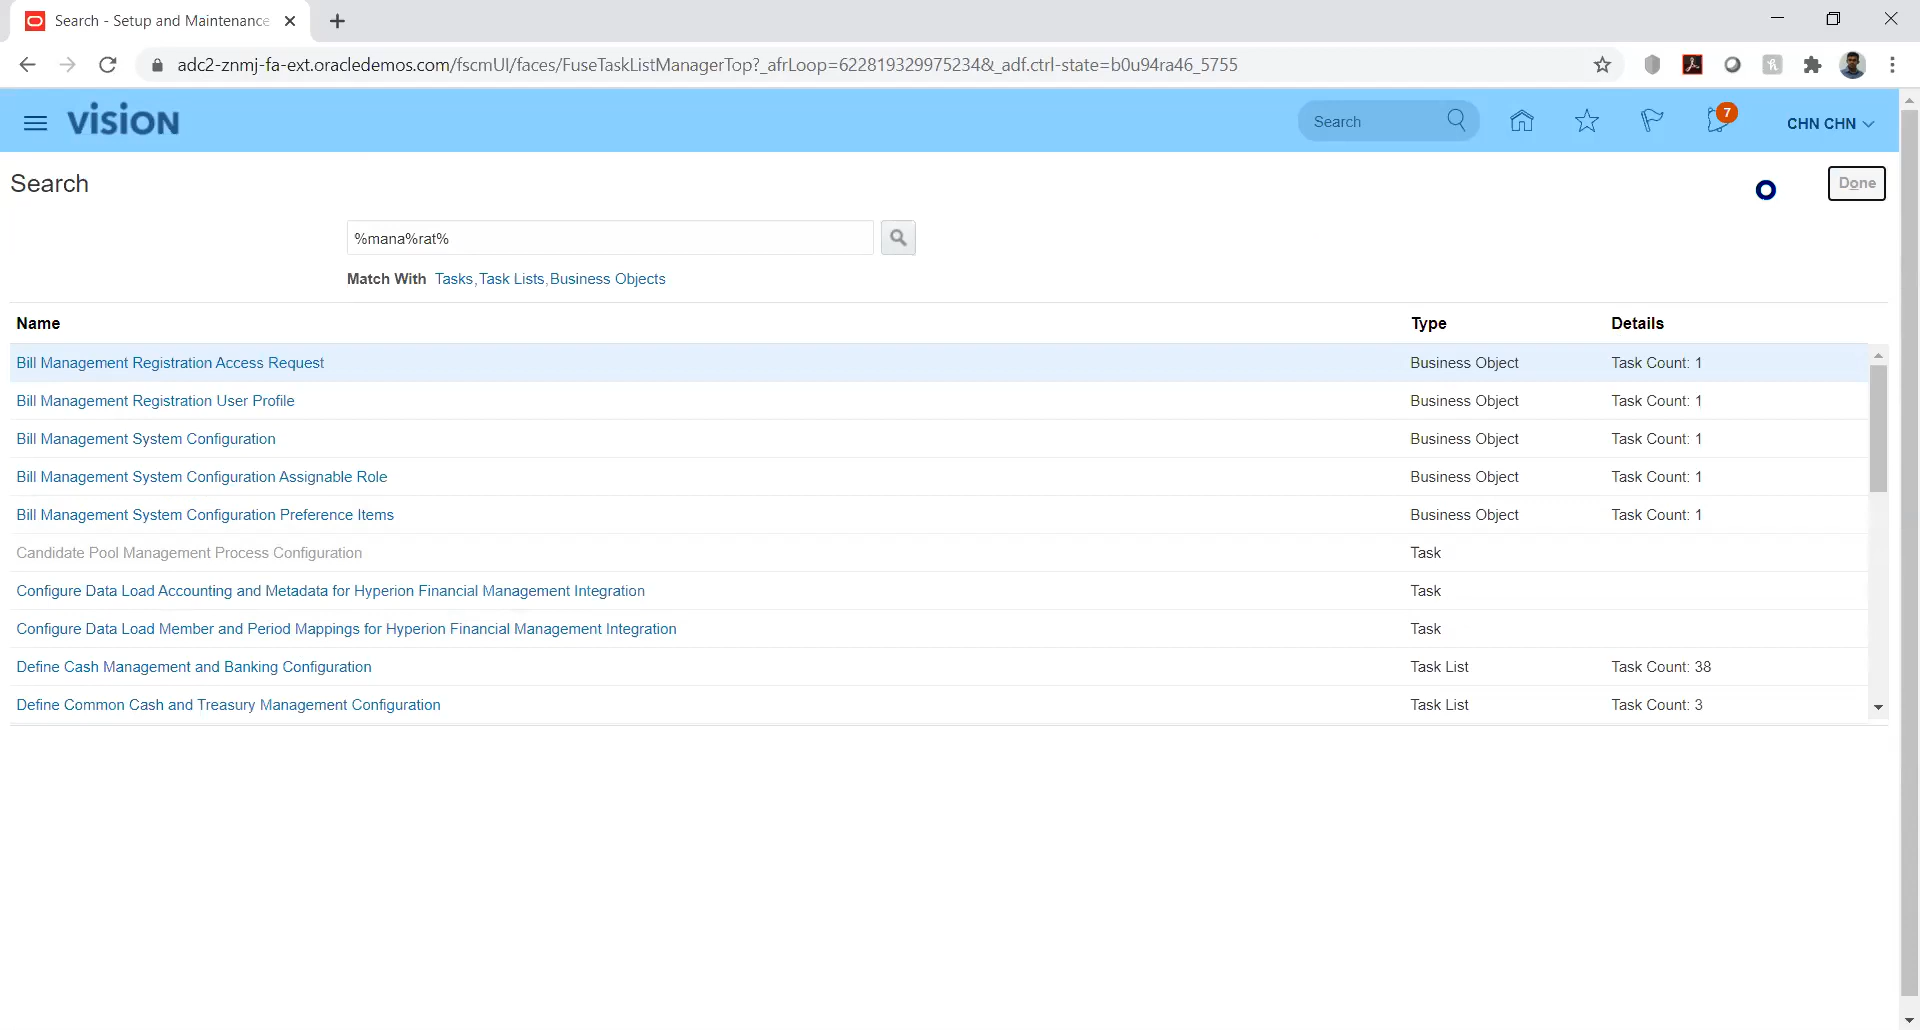 Search - Setup and Maintenance
adc2-znmj-fa-ext.oracledemos.com/fscmUI/faces/FuseTaskListManagerTop?_afrLoop=622819329975234&_adf.ctrl-state=b0u94ra46_5755
VISION
Search
7
CHN CHN
Search
Done
%mana%rat%
Match With Tasks, Task Lists, Business Objects
Name Type Details
Bill Management Registration Access Request Business Object Task Count: 1
Bill Management Registration User Profile Business Object Task Count: 1
Bill Management System Configuration Business Object Task Count: 1
Bill Management System Configuration Assignable Role Business Object Task Count: 1
Bill Management System Configuration Preference Items Business Object Task Count: 1
Candidate Pool Management Process Configuration Task
Configure Data Load Accounting and Metadata for Hyperion Financial Management Integration Task
Configure Data Load Member and Period Mappings for Hyperion Financial Management Integration Task
Define Cash Management and Banking Configuration Task List Task Count: 38
Define Common Cash and Treasury Management Configuration Task List Task Count: 3